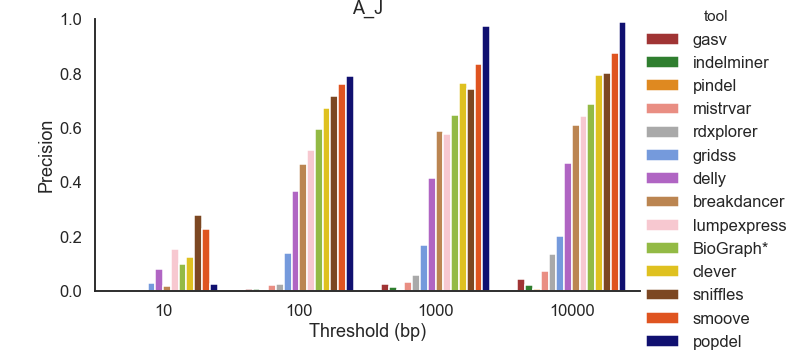 A_J
Precision
1.0
0.8
0.6
0.4
0.2
0.0
10
100
1000
10000
Threshold (bp)
tool
gasv
indelminer
pindel
mistrvar
rdxplorer
gridss
delly
breakdancer
lumpexpress
BioGraph*
clever
sniffles
smoove
popdel